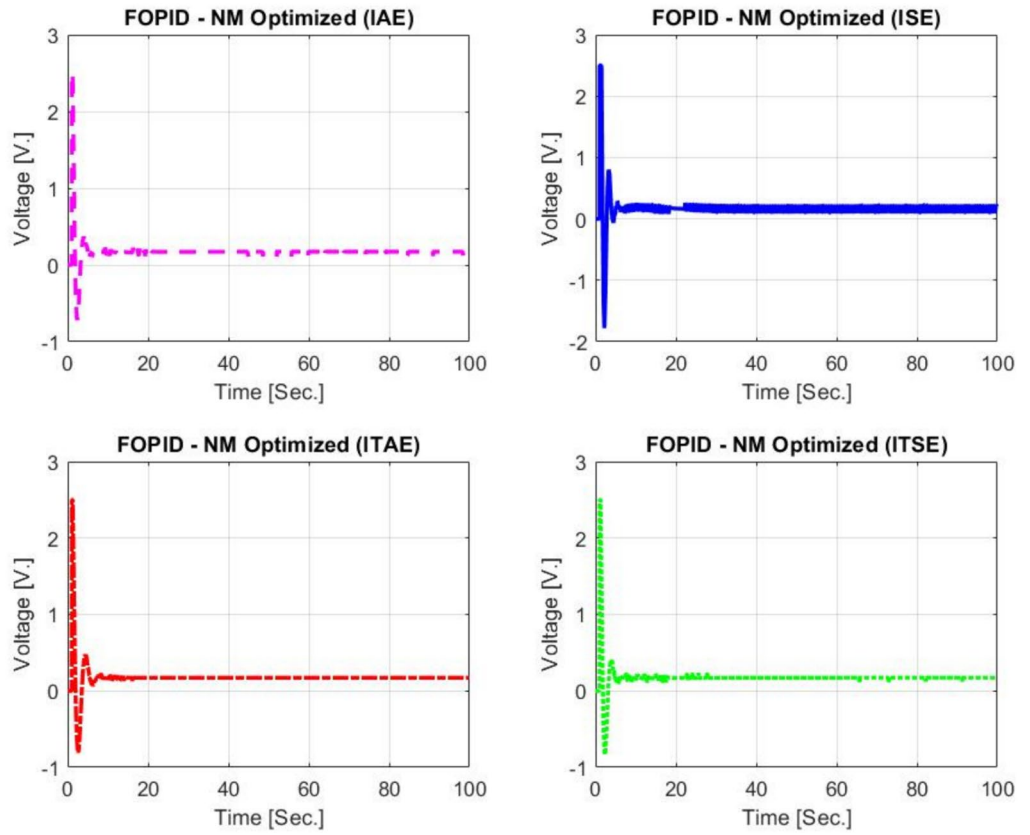 FOPID - NM Optimized (IAE)
3
2
1
0
-1
Voltage [V.]
0 20 40 60 80 100
Time [Sec.]
FOPID - NM Optimized (ISE)
3
2
1
0
-1
-2
Voltage [V.]
0 20 40 60 80 100
Time [Sec.]
FOPID - NM Optimized (ITAE)
3
2
1
0
-1
Voltage [V.]
0 20 40 60 80 100
Time [Sec.]
FOPID - NM Optimized (ITSE)
3
2
1
0
-1
Voltage [V.]
0 20 40 60 80 100
Time [Sec.]